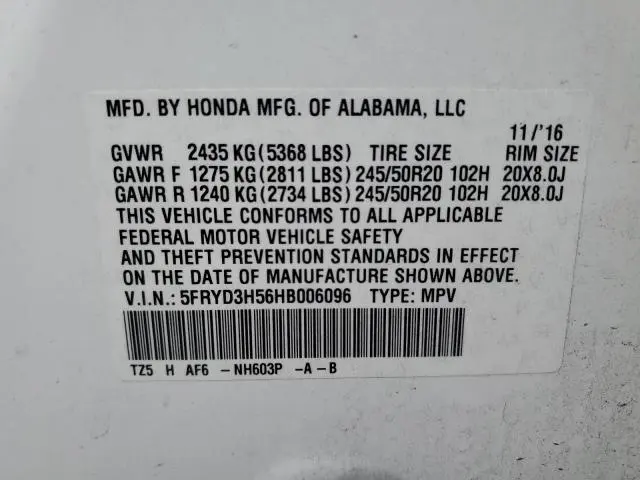 MFD. BY HONDA MFG. OF ALABAMA, LLC
11/'16
GVWR 2435 KG(5368 LBS) TIRE SIZE RIM SIZE
GAWR F 1275 KG(2811 LBS) 245/50R20 102H 20X8.0J
GAWR R 1240 KG(2734 LBS) 245/50R20 102H 20X8.0J
THIS VEHICLE CONFORMS TO ALL APPLICABLE
FEDERAL MOTOR VEHICLE SAFETY
AND THEFT PREVENTION STANDARDS IN EFFECT
ON THE DATE OF MANUFACTURE SHOWN ABOVE.
V.I.N.: 5FRYD3H56HB006096 TYPE: MPV
TZ5 H AF6 -NH603P -A-B